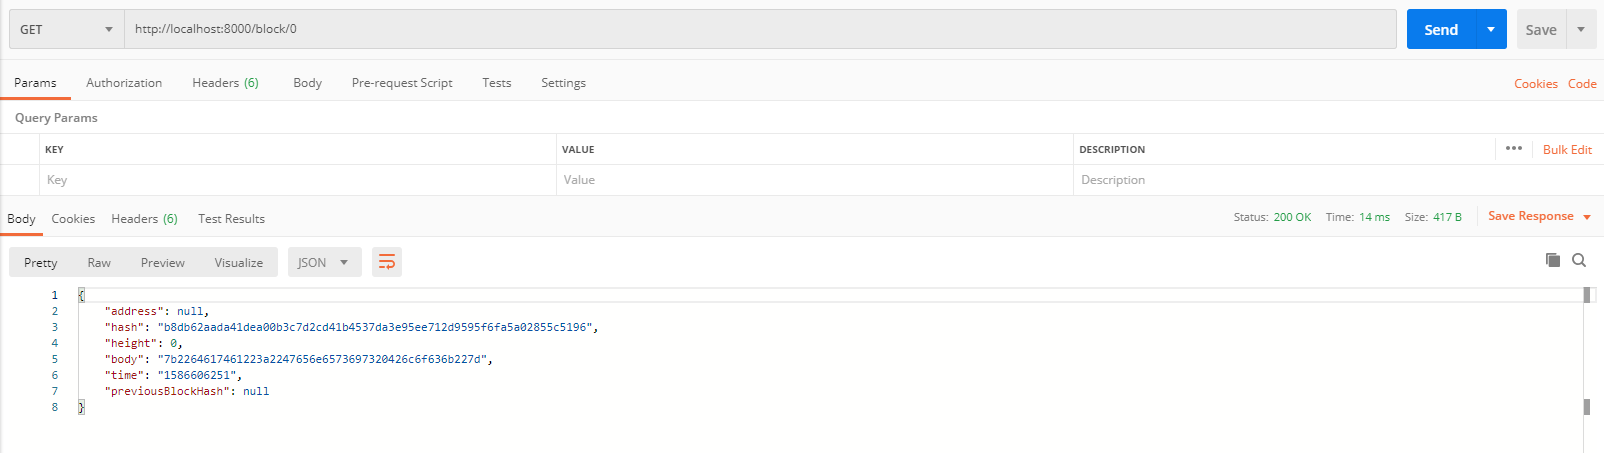 GET http://localhost:8000/block/0 Send Save
Params Authorization Headers (6) Body Pre-request Script Tests Settings Cookies Code
Query Params
KEY VALUE DESCRIPTION ••• Bulk Edit
Key Value Description
Body Cookies Headers (6) Test Results Status: 200 OK Time: 14 ms Size: 417 B Save Response
Pretty Raw Preview Visualize JSON
1 {
2 "address": null,
3 "hash": "b8db62aada41dea00b3c7d2cd41b4537da3e95ee712d9595f6fa5a02855c5196",
4 "height": 0,
5 "body": "7b2264617461223a2247656e6573697320426c6f636b227d",
6 "time": "1586606251",
7 "previousBlockHash": null
8 }